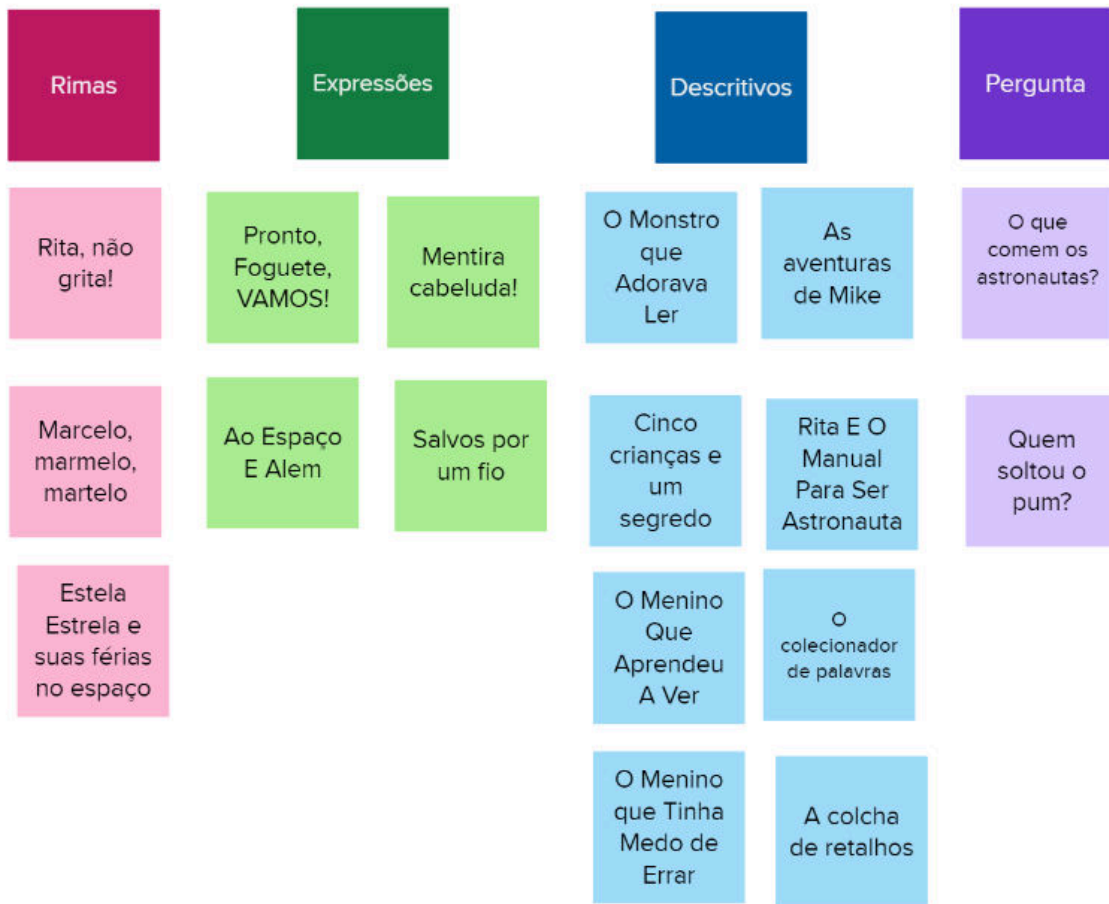 Rimas
Expressões
Descritivos
Pergunta
Rita, não
grita!
Pronto,
Foguete,
VAMOS!
Mentira
cabeluda!
O Monstro
que
Adorava
Ler
As
aventuras
de Mike
O que
comem os
astronautas?
Marcelo,
marmelo,
martelo
Ao Espaço
E Alem
Salvos por
um fio
Cinco
crianças e
um
segredo
Rita E O
Manual
Para Ser
Astronauta
Quem
soltou o
pum?
Estela
Estrela e
suas férias
no espaço
O Menino
Que
Aprendeu
A Ver
O
colecionador
de palavras
O Menino
que Tinha
Medo de
Errar
A colcha
de retalhos